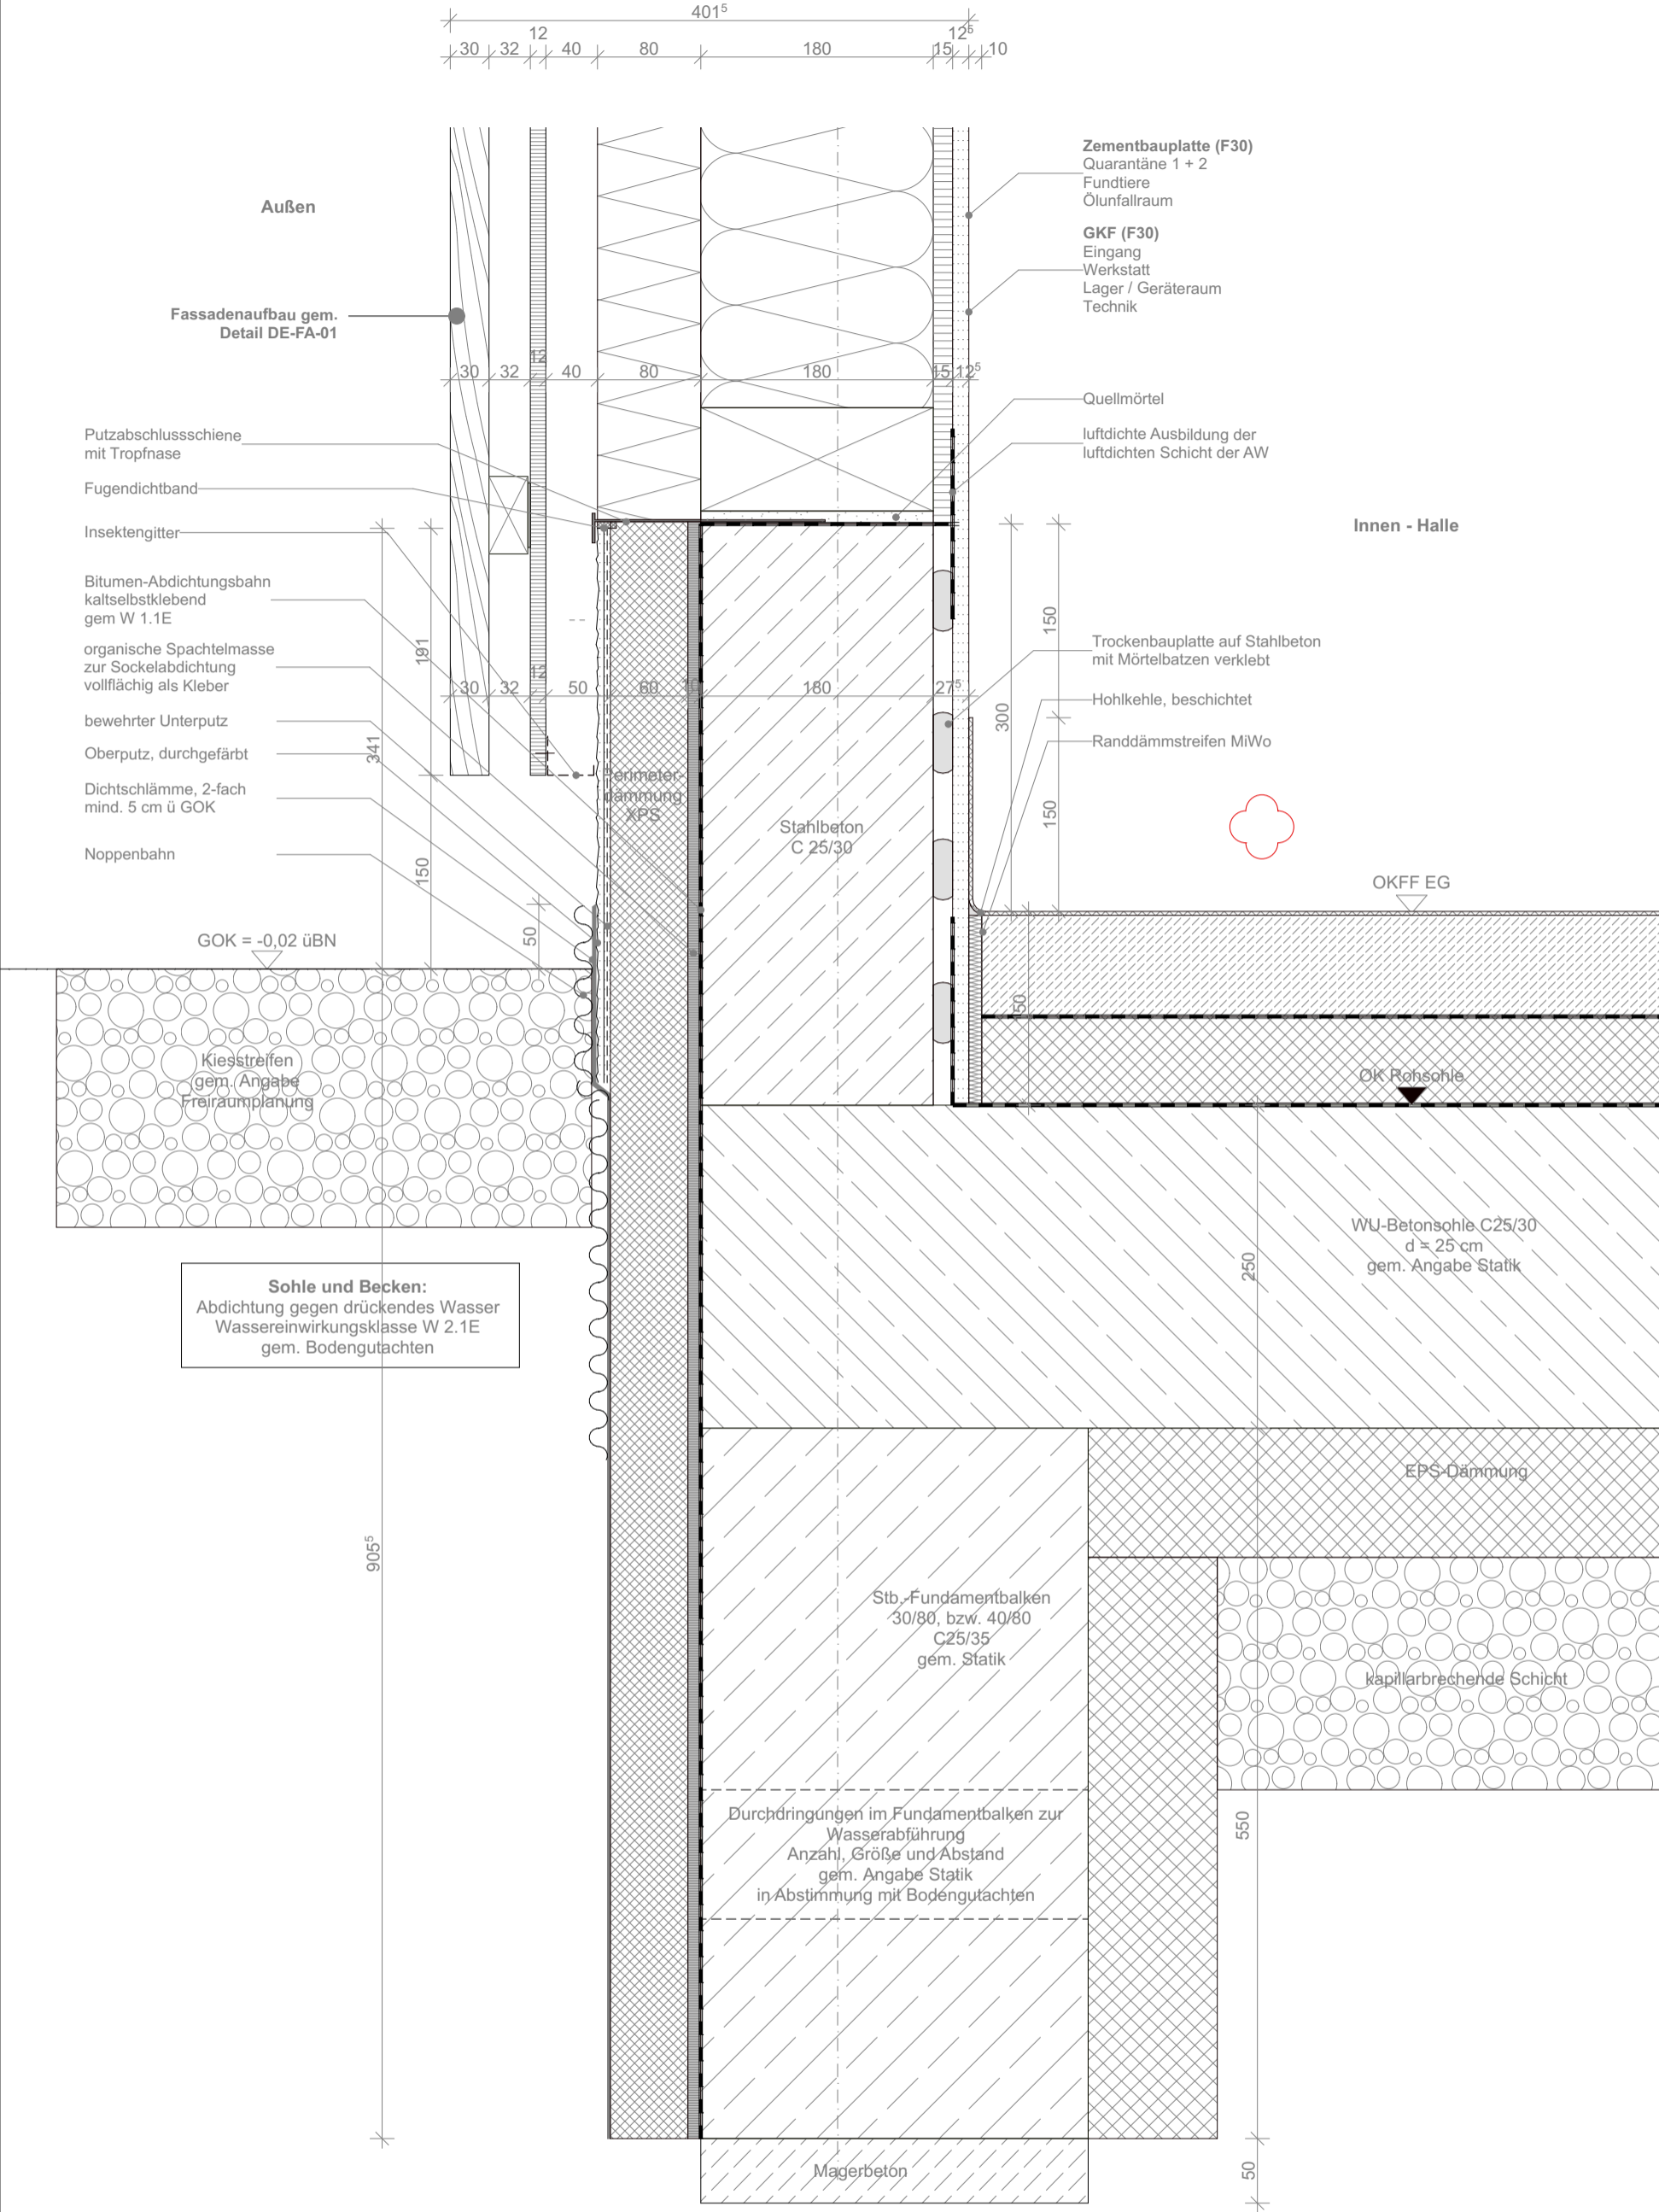 401⁵
12
12⁵
30 32 40 80 180 15 10
Zementbauplatte (F30)
Quarantäne 1 + 2
Fundtiere
Ölunfallraum
Außen
GKF (F30)
Eingang
Werkstatt
Lager / Geräteraum
Technik
Fassadenaufbau gem.
Detail DE-FA-01
12
30 32 40 80 180 15 12⁵
Quellmörtel
Putzabschlussschiene
mit Tropfnase
luftdichte Ausbildung der
luftdichten Schicht der AW
Fugendichtband
Insektengitter
Innen - Halle
Bitumen-Abdichtungsbahn
kaltselbstklebend
gem W 1.1E
150
organische Spachtelmasse
zur Sockelabdichtung
vollflächig als Kleber
191
Trockenbauplatte auf Stahlbeton
mit Mörtelbatzen verklebt
12
30 32 50 60 10 180 27⁵
Hohlkehle, beschichtet
300
bewehrter Unterputz
Randdämmstreifen MiWo
Oberputz, durchgefärbt
341
Dichtschlämme, 2-fach
mind. 5 cm ü GOK
Perimeter-
dämmung
XPS
150
Stahlbeton
C 25/30
Noppenbahn
150
OKFF EG
50
GOK = -0,02 üBN
150
Kiesstreifen
gem. Angabe
Freiraumplanung
OK Rohsohle
WU-Betonsohle C25/30
d = 25 cm
gem. Angabe Statik
250
Sohle und Becken:
Abdichtung gegen drückendes Wasser
Wassereinwirkungsklasse W 2.1E
gem. Bodengutachten
EPS-Dämmung
905⁵
Stb.-Fundamentbalken
30/80, bzw. 40/80
C25/35
gem. Statik
kapillarbrechende Schicht
Durchdringungen im Fundamentbalken zur
Wasserabführung
Anzahl, Größe und Abstand
gem. Angabe Statik
in Abstimmung mit Bodengutachten
550
Magerbeton
50